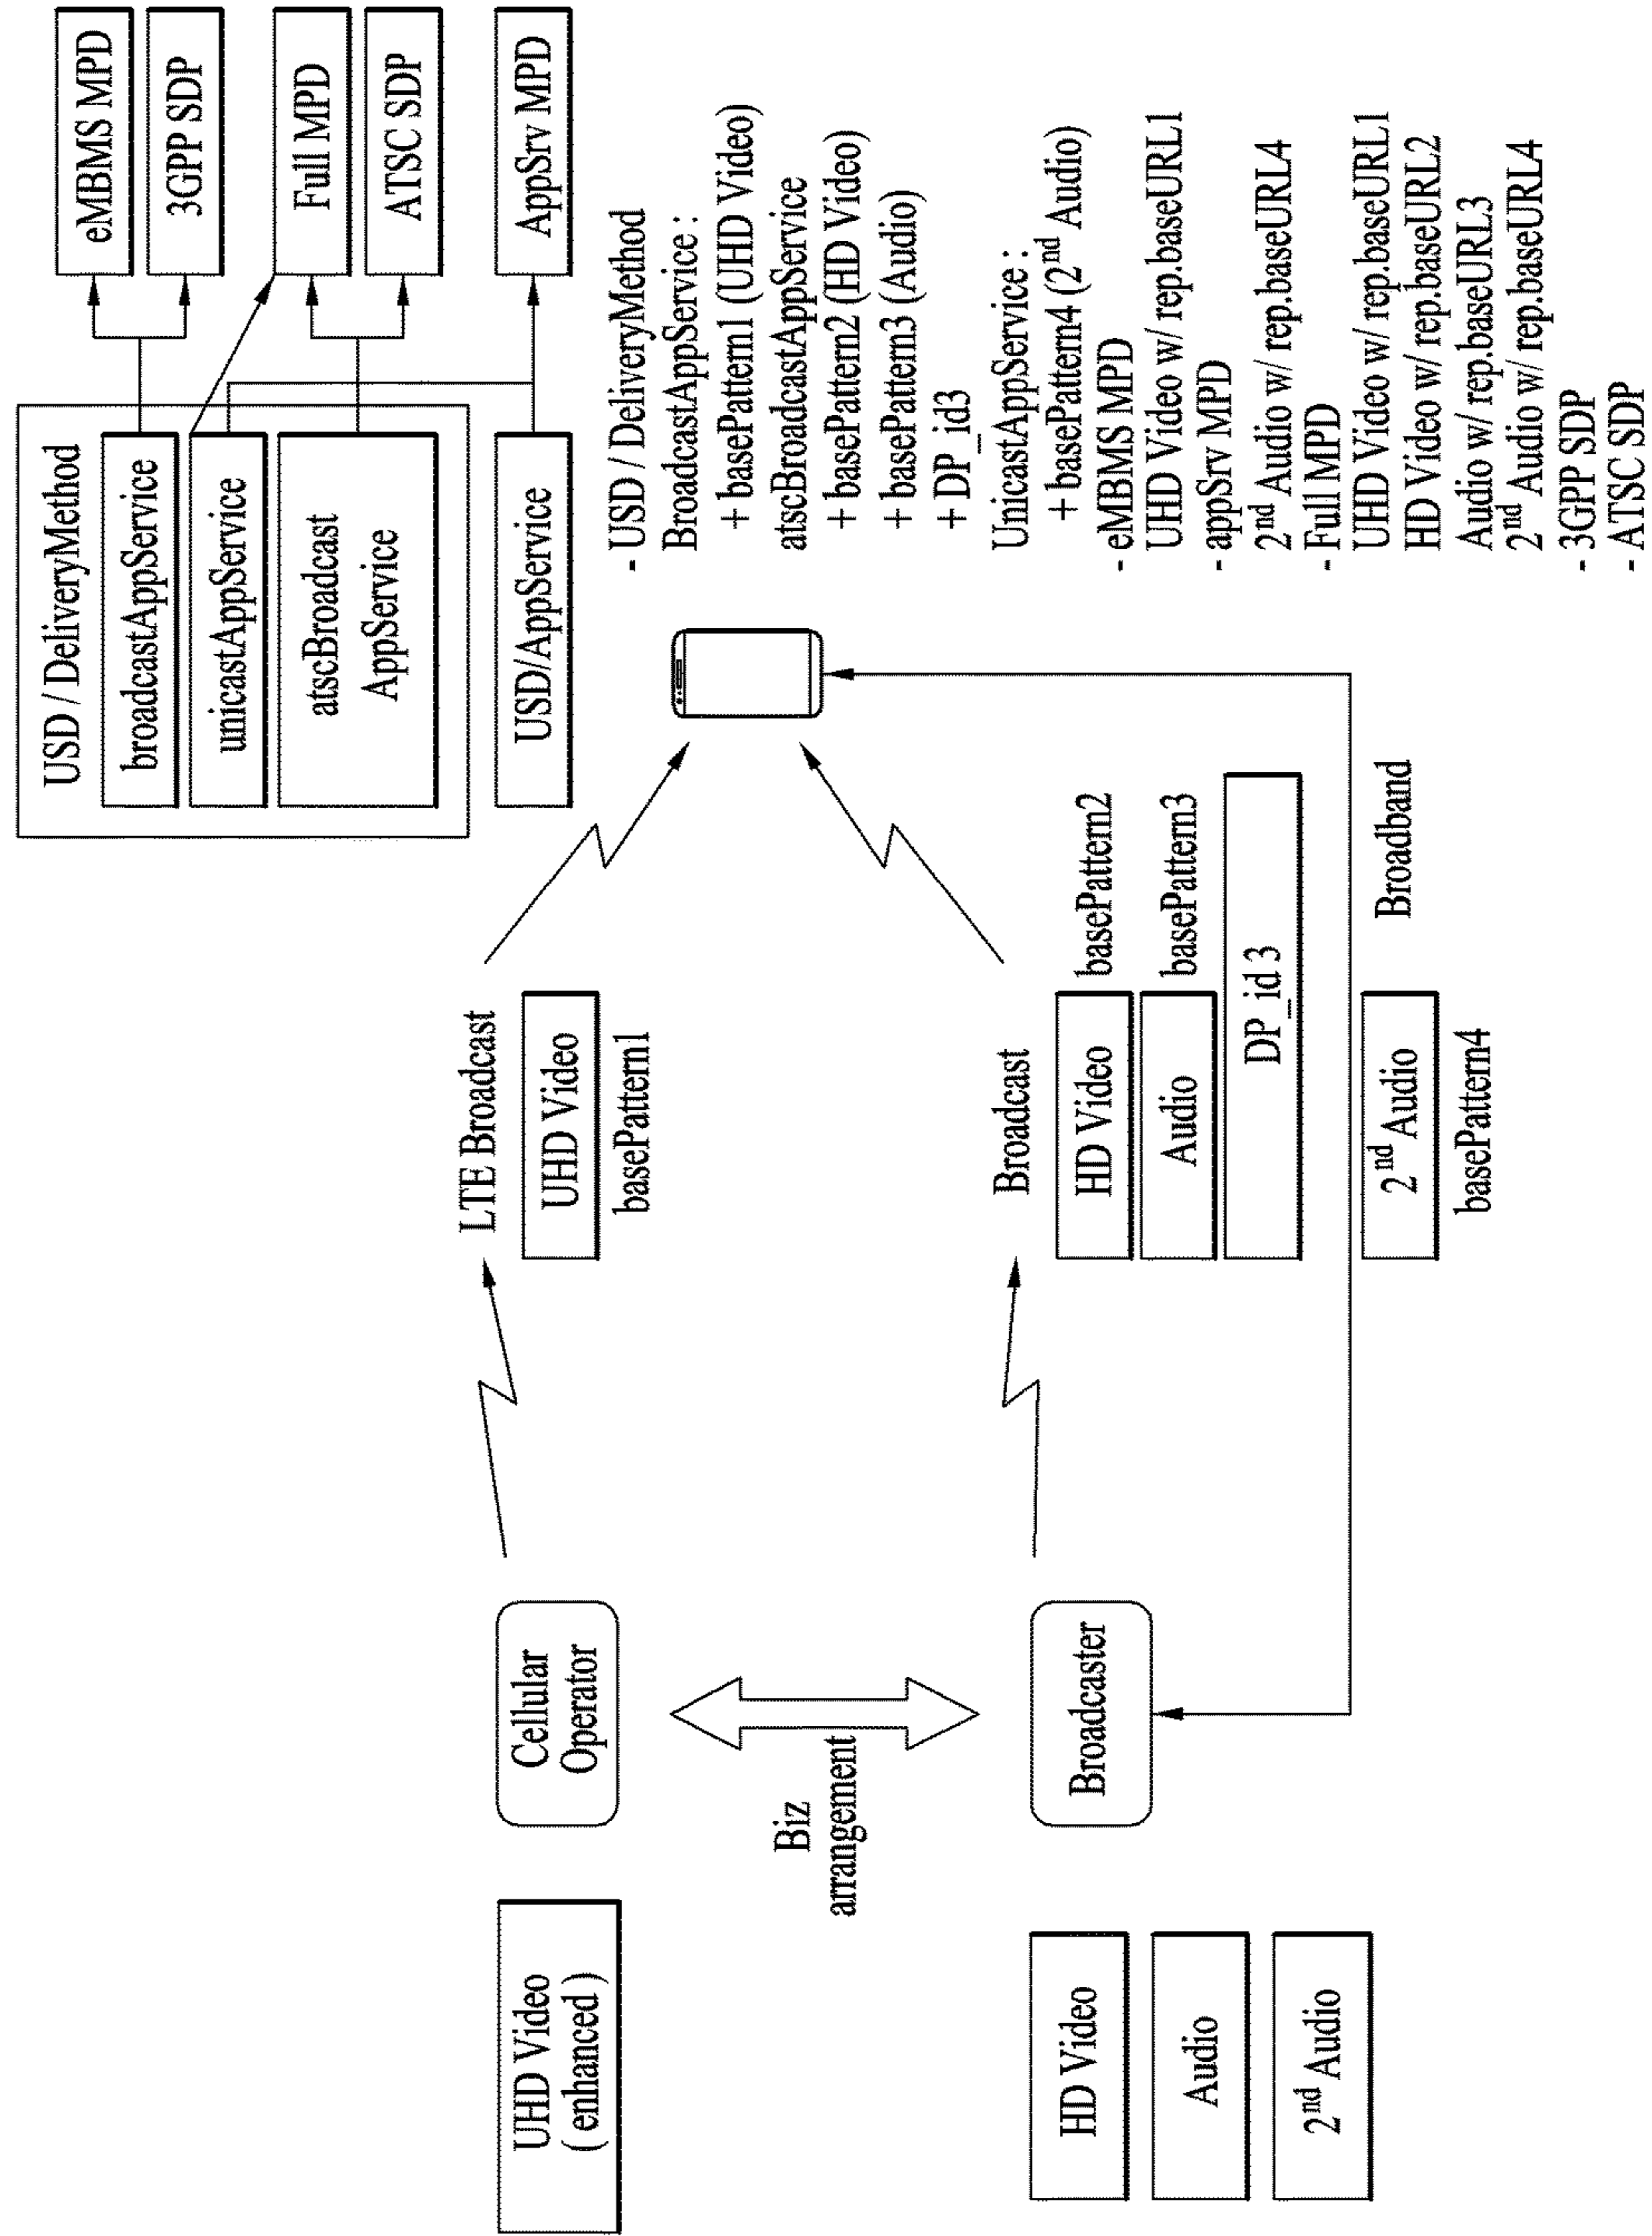 UHD Video
( enhanced )
Cellular
Operator
LTE Broadcast
UHD Video
basePattern1
Biz
arrangement
HD Video
Audio
2nd Audio
Broadcaster
Broadcast
HD Video
basePattern2
Audio
basePattern3
DP_id 3
Broadband
2nd Audio
basePattern4
USD / DeliveryMethod
broadcastAppService
unicastAppService
atscBroadcast
AppService
USD/AppService
eMBMS MPD
3GPP SDP
Full MPD
ATSC SDP
AppSrv MPD
- USD / DeliveryMethod
BroadcastAppService :
+ basePattern1 (UHD Video)
atscBroadcastAppService
+ basePattern2 (HD Video)
+ basePattern3 (Audio)
+ DP_id3
UnicastAppService :
+ basePattern4 (2nd Audio)
- eMBMS MPD
UHD Video w/ rep.baseURL1
- appSrv MPD
2nd Audio w/ rep.baseURL4
- Full MPD
UHD Video w/ rep.baseURL1
HD Video w/ rep.baseURL2
Audio w/ rep.baseURL3
2nd Audio w/ rep.baseURL4
- 3GPP SDP
- ATSC SDP